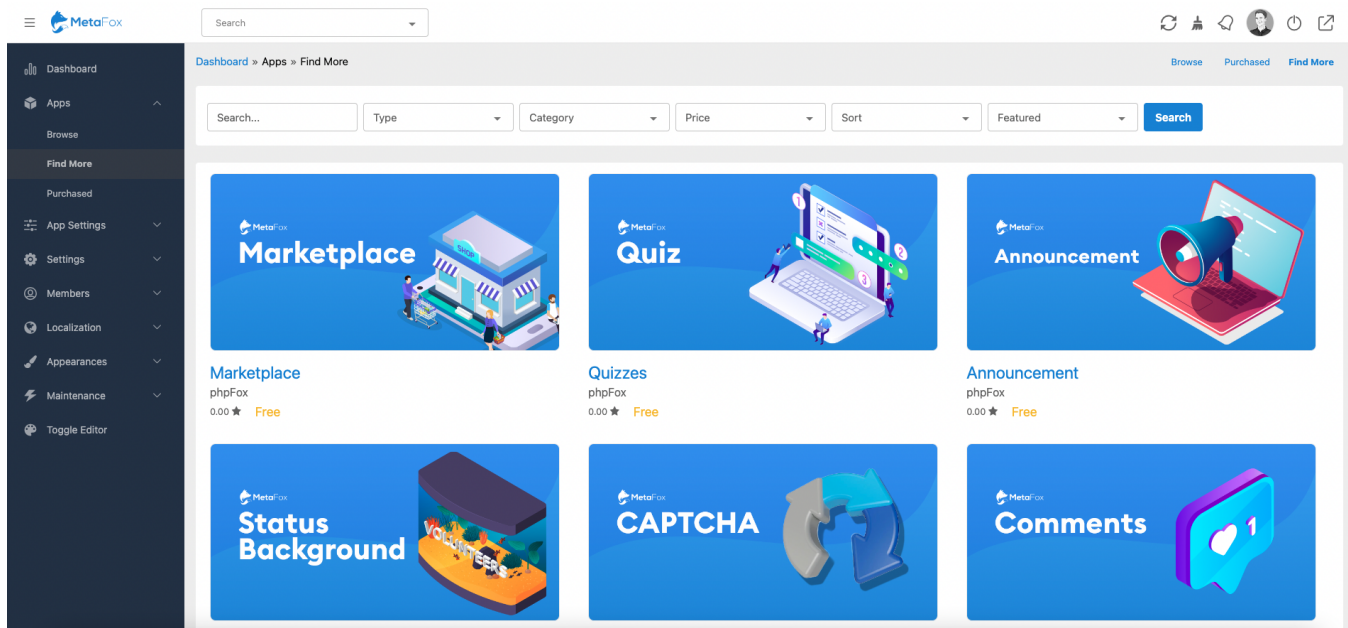 MetaFox
Search
Dashboard
Apps
Browse
Find More
Purchased
App Settings
Settings
Members
Localization
Appearances
Maintenance
Toggle Editor
Dashboard » Apps » Find More
Browse Purchased Find More
Search... Type Category Price Sort Featured Search
MetaFox
Marketplace
SHOP
Marketplace
phpFox
0.00 Free
MetaFox
Quiz
1
2
3
Quizzes
phpFox
0.00 Free
MetaFox
Announcement
Announcement
phpFox
0.00 Free
MetaFox
Status
Background
VOLUNTEERS
MetaFox
CAPTCHA
MetaFox
Comments
1